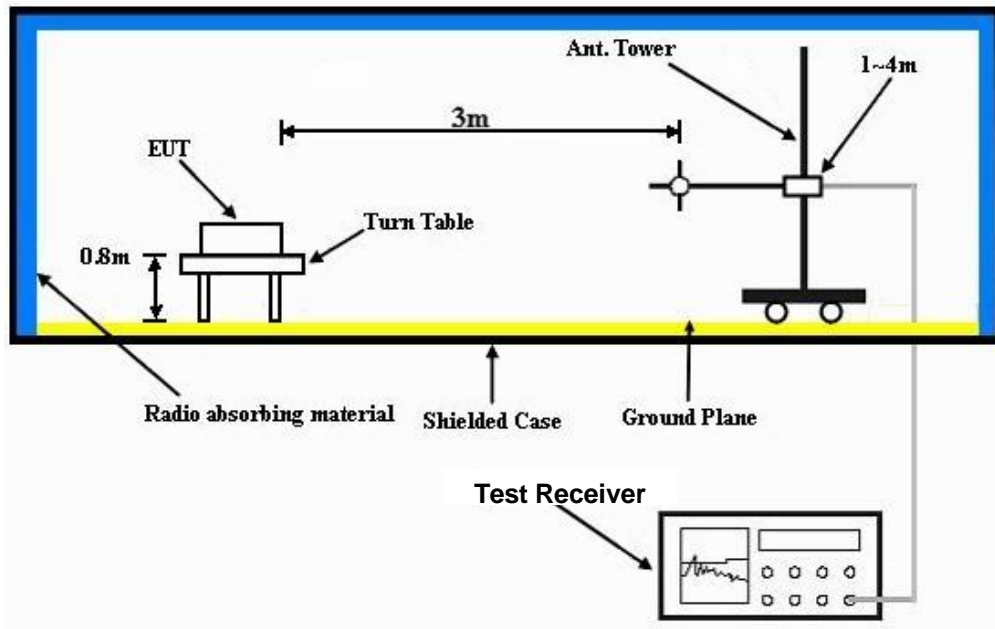 Ant. Tower
1~4m
3m
EUT
Turn Table
0.8m
Radio absorbing material
Shielded Case
Ground Plane
Test Receiver